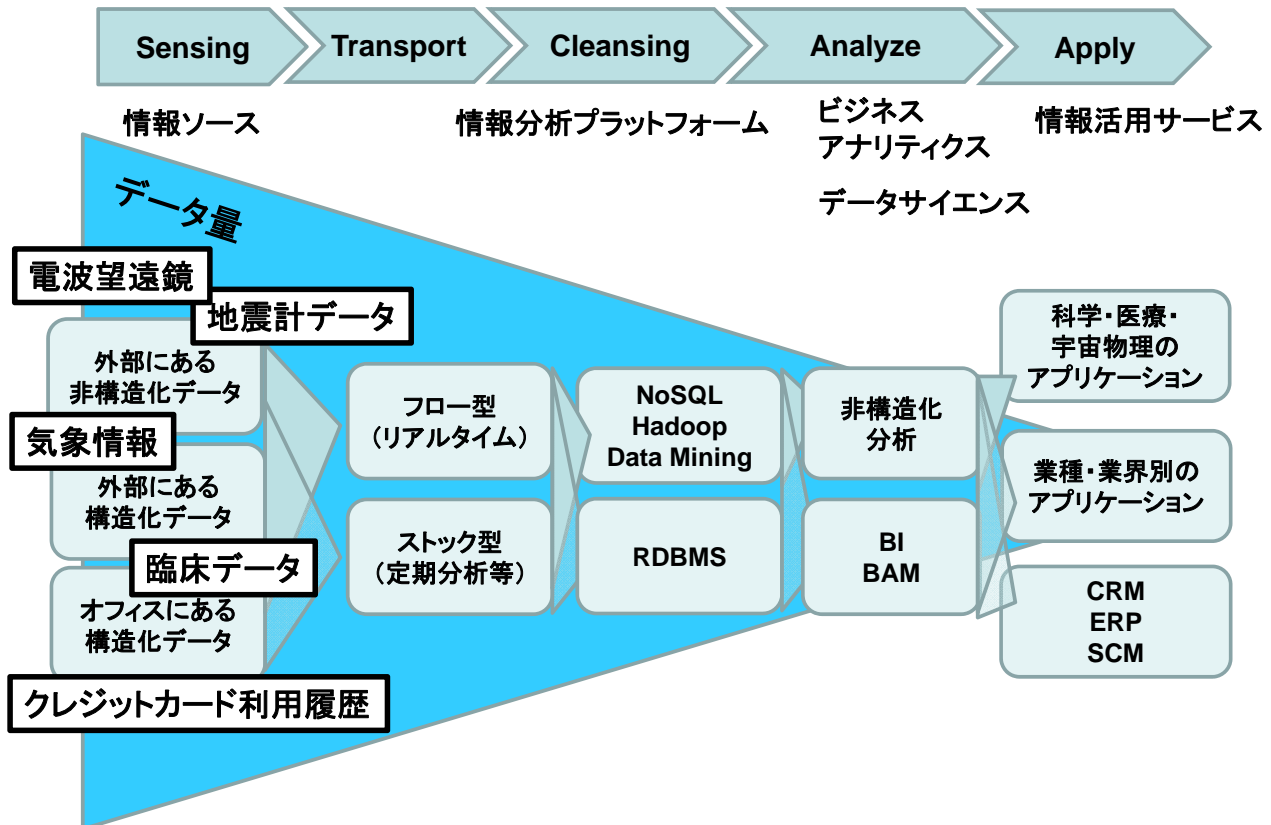 Sensing
Transport
Cleansing
Analyze
Apply
情報ソース
情報分析プラットフォーム
ビジネス
アナリティクス
データサイエンス
情報活用サービス
データ量
電波望遠鏡
地震計データ
外部にある
非構造化データ
気象情報
外部にある
構造化データ
臨床データ
オフィスにある
構造化データ
クレジットカード利用履歴
フロー型
（リアルタイム）
ストック型
（定期分析等）
NoSQL
Hadoop
Data Mining
RDBMS
非構造化
分析
BI
BAM
科学・医療・
宇宙物理の
アプリケーション
業種・業界別の
アプリケーション
CRM
ERP
SCM